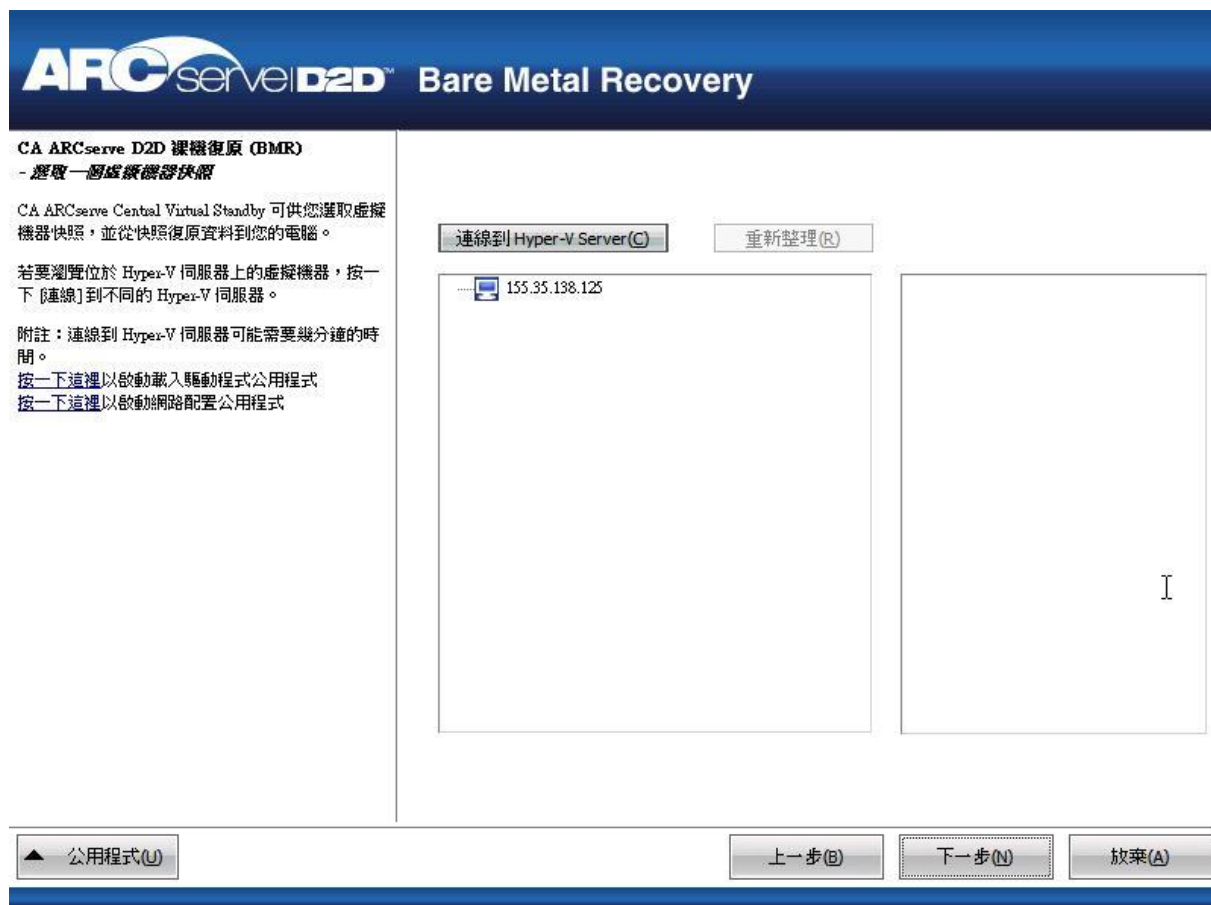 ARCserve D2D™ Bare Metal Recovery
CA ARCserve D2D 裸機復原 (BMR)
- 選取一個虛擬機器快照
CA ARCserve Central Virtual Standby 可供您選取虛擬
機器快照，並從快照復原資料到您的電腦。
若要瀏覽位於 Hyper-V 伺服器上的虛擬機器，按一
下 [連線] 到不同的 Hyper-V 伺服器。
附註：連線到 Hyper-V 伺服器可能需要幾分鐘的時
間。
按一下這裡以啟動載入驅動程式公用程式
按一下這裡以啟動網路配置公用程式
連線到 Hyper-V Server(C)
重新整理(R)
155.35.138.125
公用程式(U)
上一步(B)
下一步(N)
放棄(A)